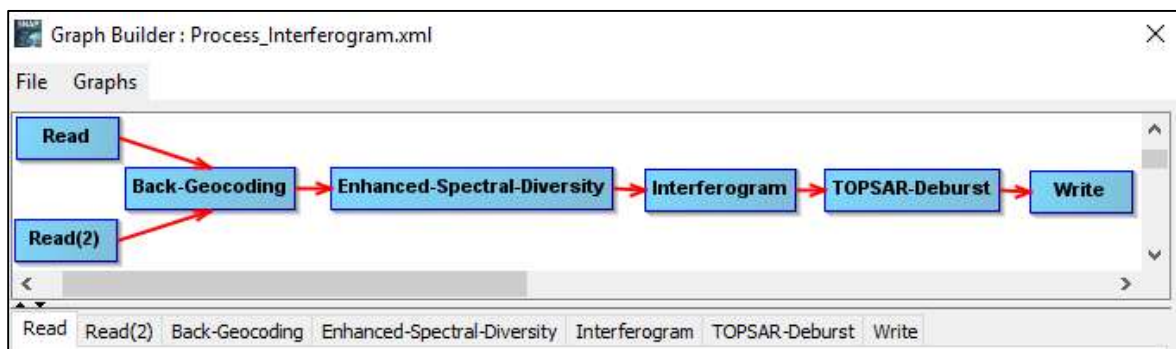 Graph Builder : Process_Interferogram.xml
File Graphs
Read
Back-Geocoding Enhanced-Spectral-Diversity Interferogram TOPSAR-Deburst Write
Read(2)
Read Read(2) Back-Geocoding Enhanced-Spectral-Diversity Interferogram TOPSAR-Deburst Write